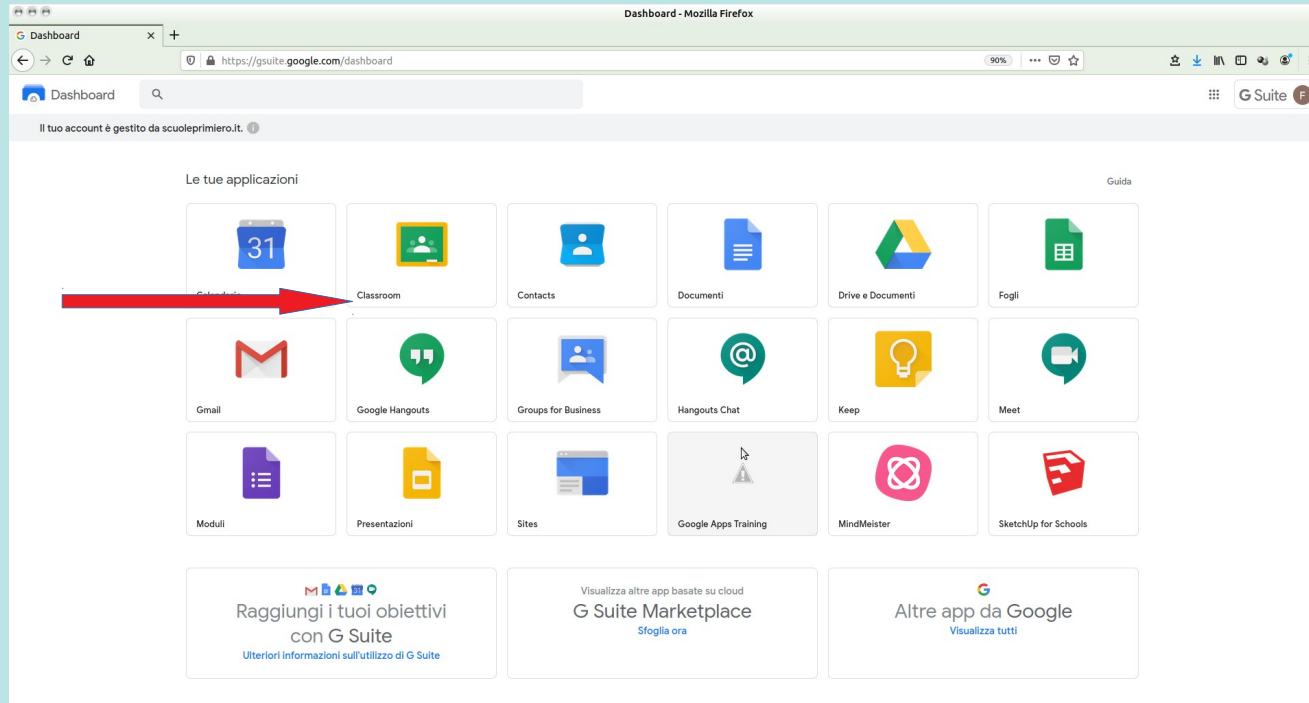 Dashboard - Mozilla Firefox
Dashboard
https://gsuite.google.com/dashboard
90%
Dashboard
G Suite F
Il tuo account è gestito da scuoleprimiero.it.
Le tue applicazioni
Guida
31
Classroom
Contacts
Documenti
Drive e Documenti
Fogli
Gmail
Google Hangouts
Groups for Business
Hangouts Chat
Keep
Meet
Moduli
Presentazioni
Sites
Google Apps Training
MindMeister
SketchUp for Schools
Raggiungi i tuoi obiettivi
con G Suite
Ulteriori informazioni sull'utilizzo di G Suite
Visualizza altre app basate su cloud
G Suite Marketplace
Sfoglia ora
Altre app da Google
Visualizza tutti